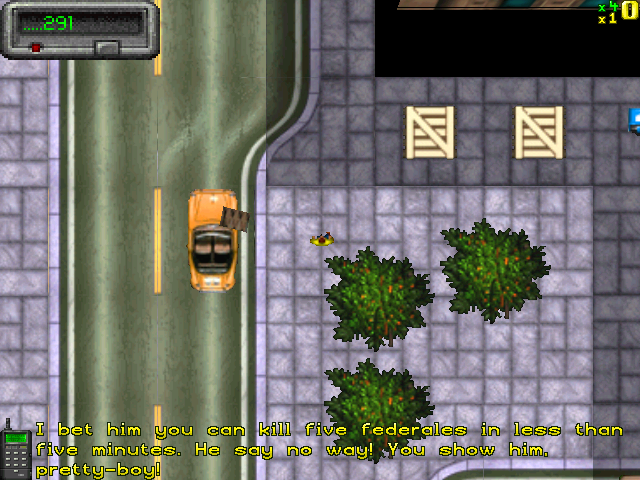 .....291
x4
x1
0
I bet him you can kill five federales in less than
five minutes. He say no way! You show him,
pretty-boy!